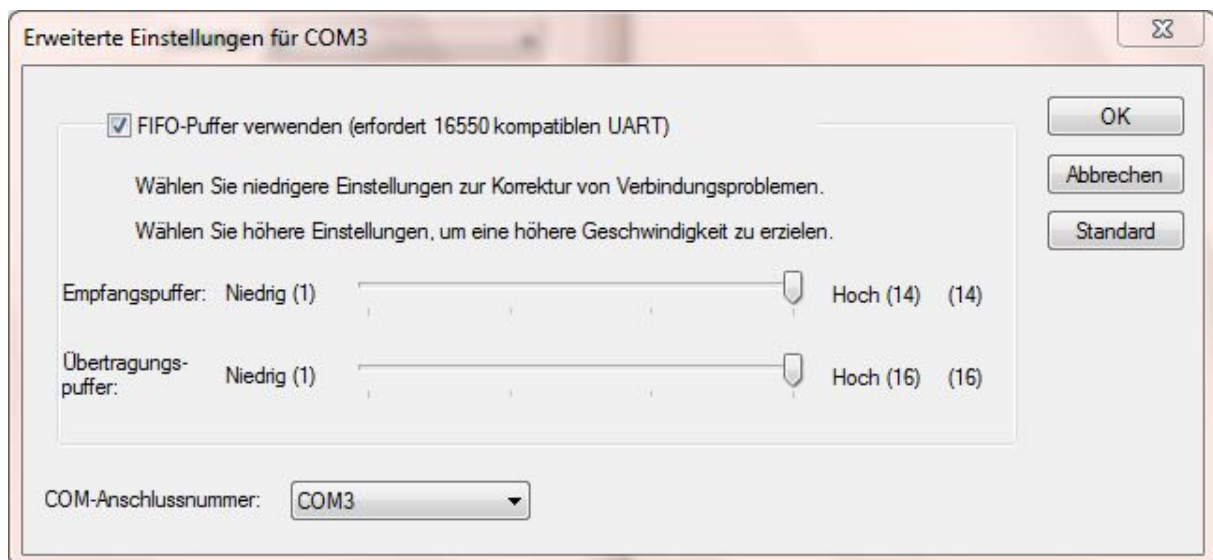 Erweiterte Einstellungen für COM3
FIFO-Puffer verwenden (erfordert 16550 kompatiblen UART)
OK
Wählen Sie niedrigere Einstellungen zur Korrektur von Verbindungsproblemen.
Abbrechen
Wählen Sie höhere Einstellungen, um eine höhere Geschwindigkeit zu erzielen.
Standard
Empfangspuffer: Niedrig (1) Hoch (14) (14)
Übertragungs-
puffer: Niedrig (1) Hoch (16) (16)
COM-Anschlussnummer: COM3